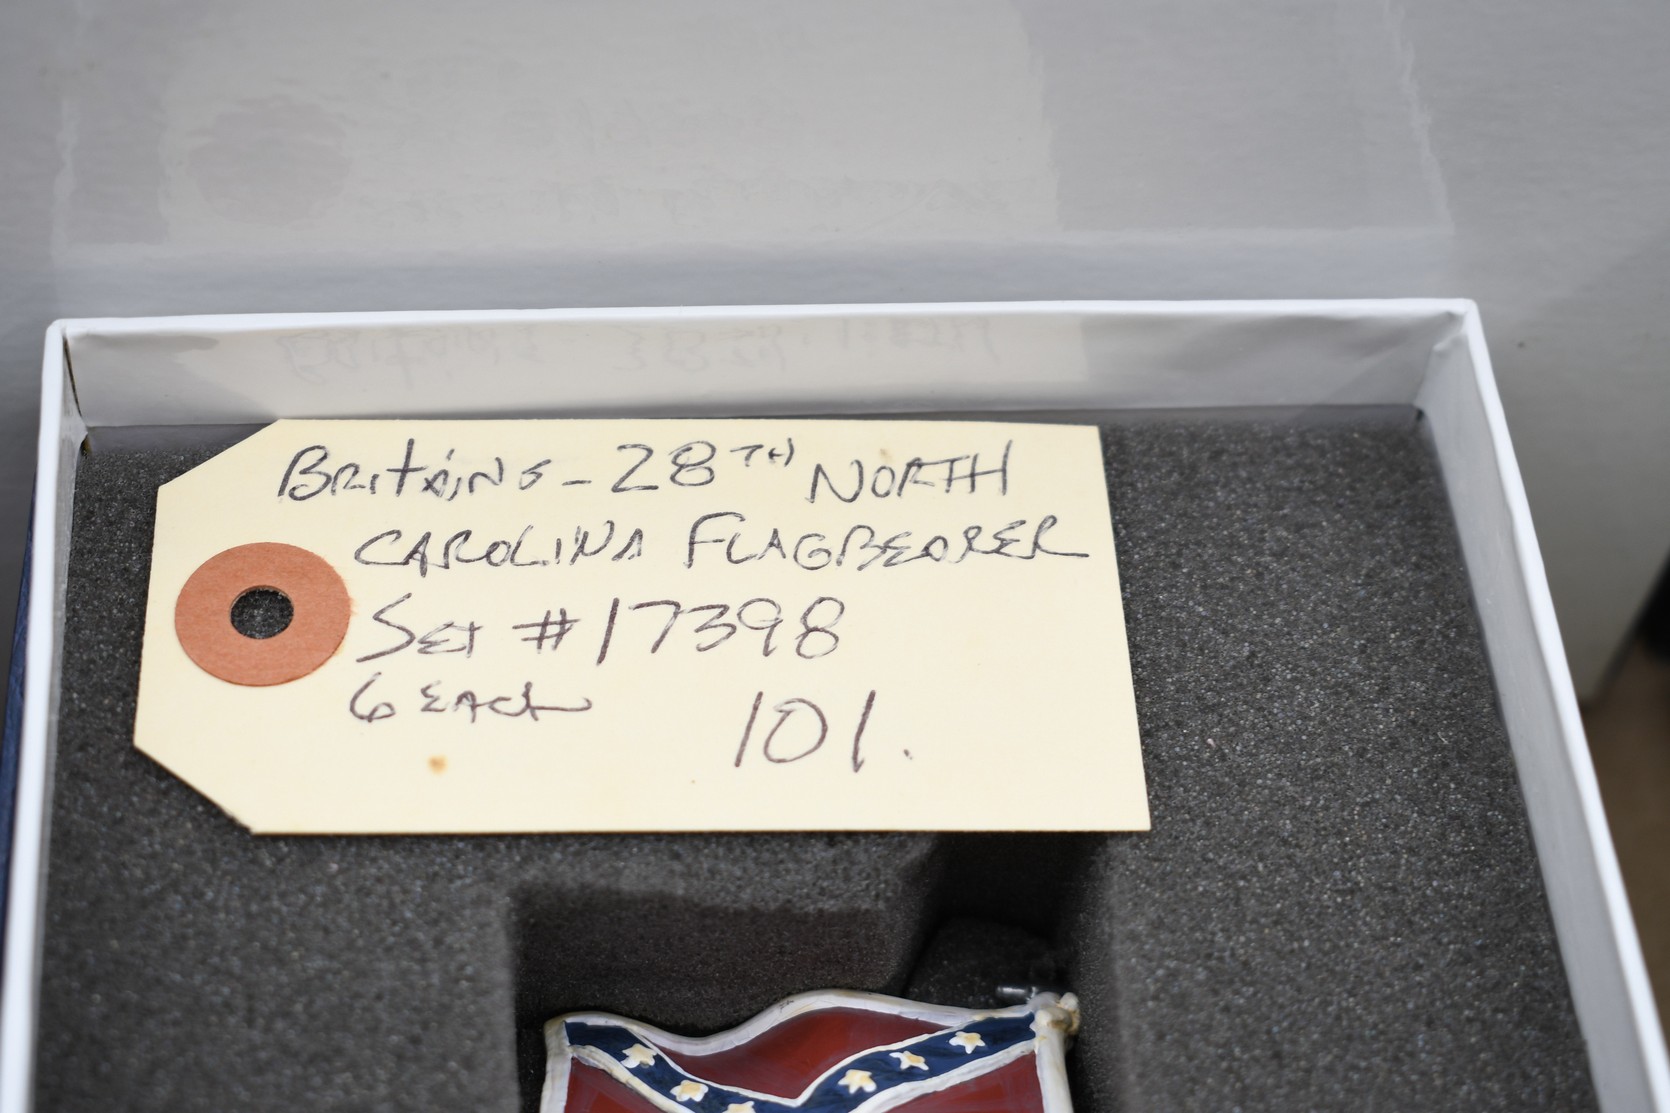 Britains - 28TH NORTH
CAROLINA FLAGBEARER
SET #17398
6 EACH
101.